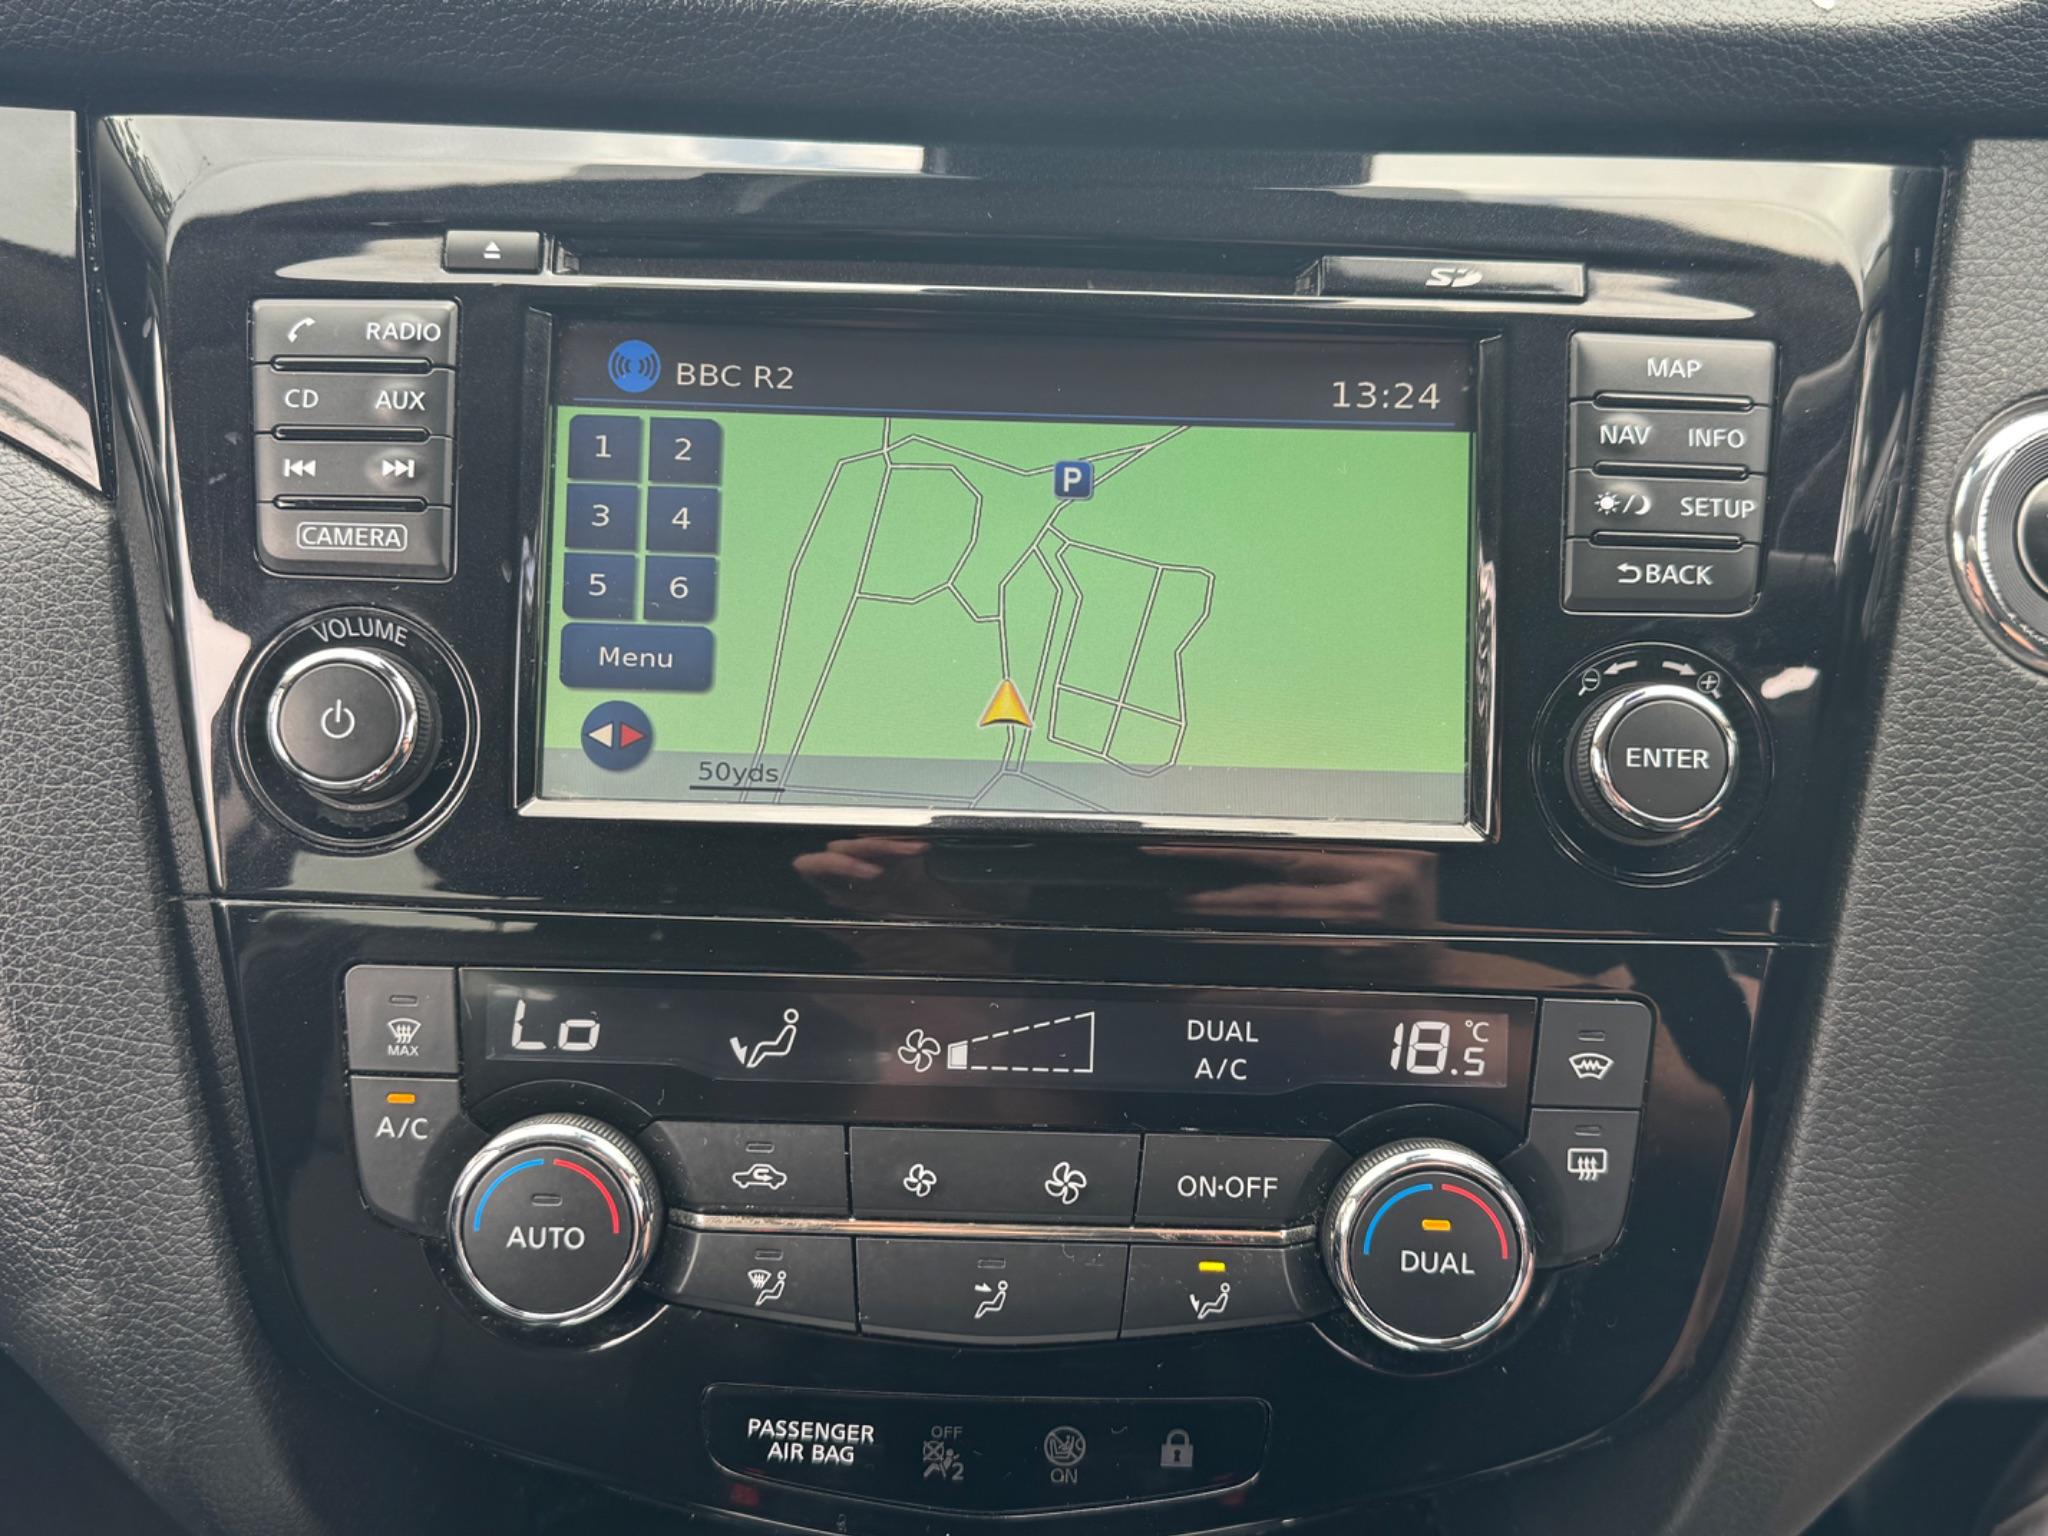 SD
RADIO
CD AUX
CAMERA
VOLUME
BBC R2
13:24
1 2
3 4
5 6
Menu
50yds
P
MAP
NAV INFO
SETUP
BACK
ENTER
MAX
A/C
Lo
DUAL
A/C
18.5 °C
AUTO
ON·OFF
DUAL
PASSENGER
AIR BAG
OFF
2
ON